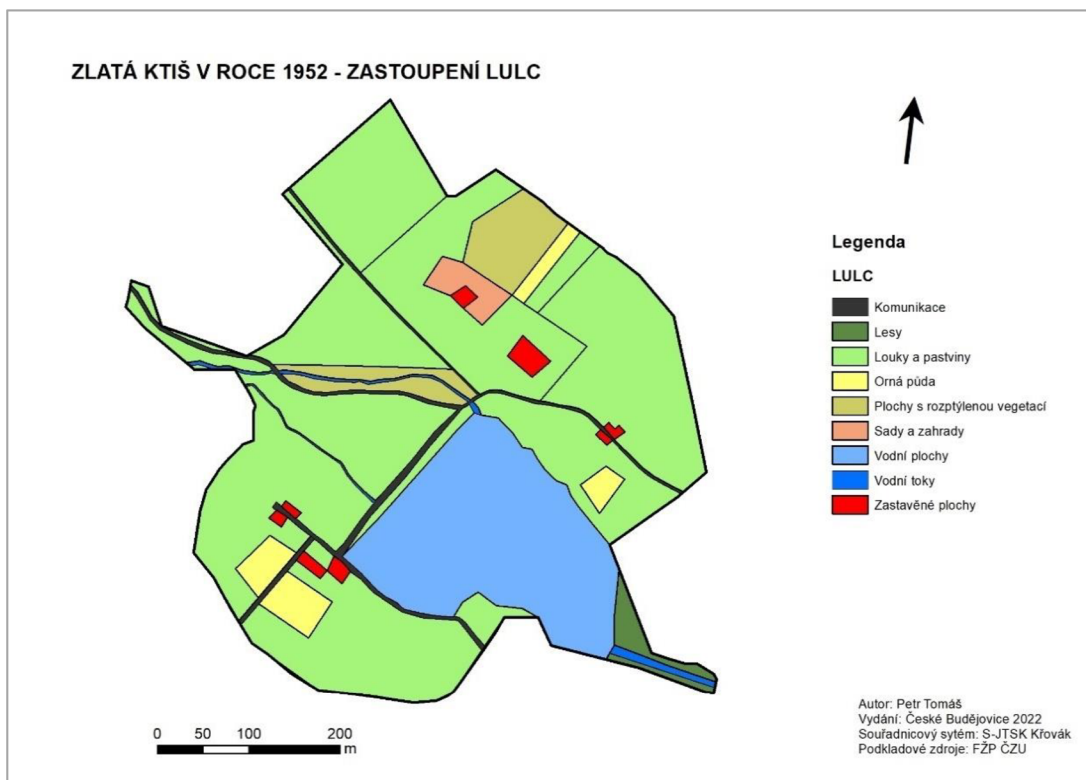 ZLATÁ KTIŠ V ROCE 1952 - ZASTOUPENÍ LULC
Legenda
LULC
Komunikace
Lesy
Louky a pastviny
Orná půda
Plochy s rozptýlenou vegetací
Sady a zahrady
Vodní plochy
Vodní toky
Zastavěné plochy
0 50 100 200
m
Autor: Petr Tomáš
Vydání: České Budějovice 2022
Souřadnicový sytém: S-JTSK Křovák
Podkladové zdroje: FŽP ČZU